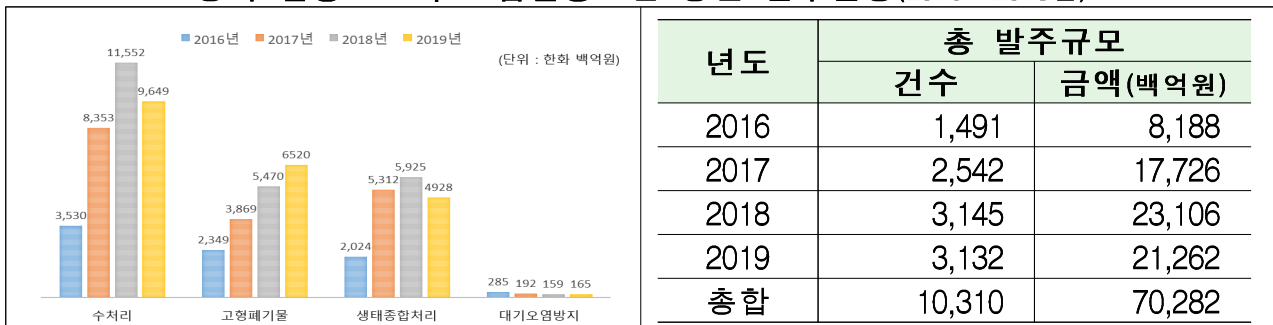 2016년 2017년 2018년 2019년
(단위 : 한화 백억원)
3,530 8,353 11,552 9,649
2,349 3,869 5,470 6520
2,024 5,312 5,925 4928
285 192 159 165
수처리 고형폐기물 생태종합처리 대기오염방지
년도 총 발주규모
건수 금액(백억원)
2016 1,491 8,188
2017 2,542 17,726
2018 3,145 23,106
2019 3,132 21,262
총합 10,310 70,282